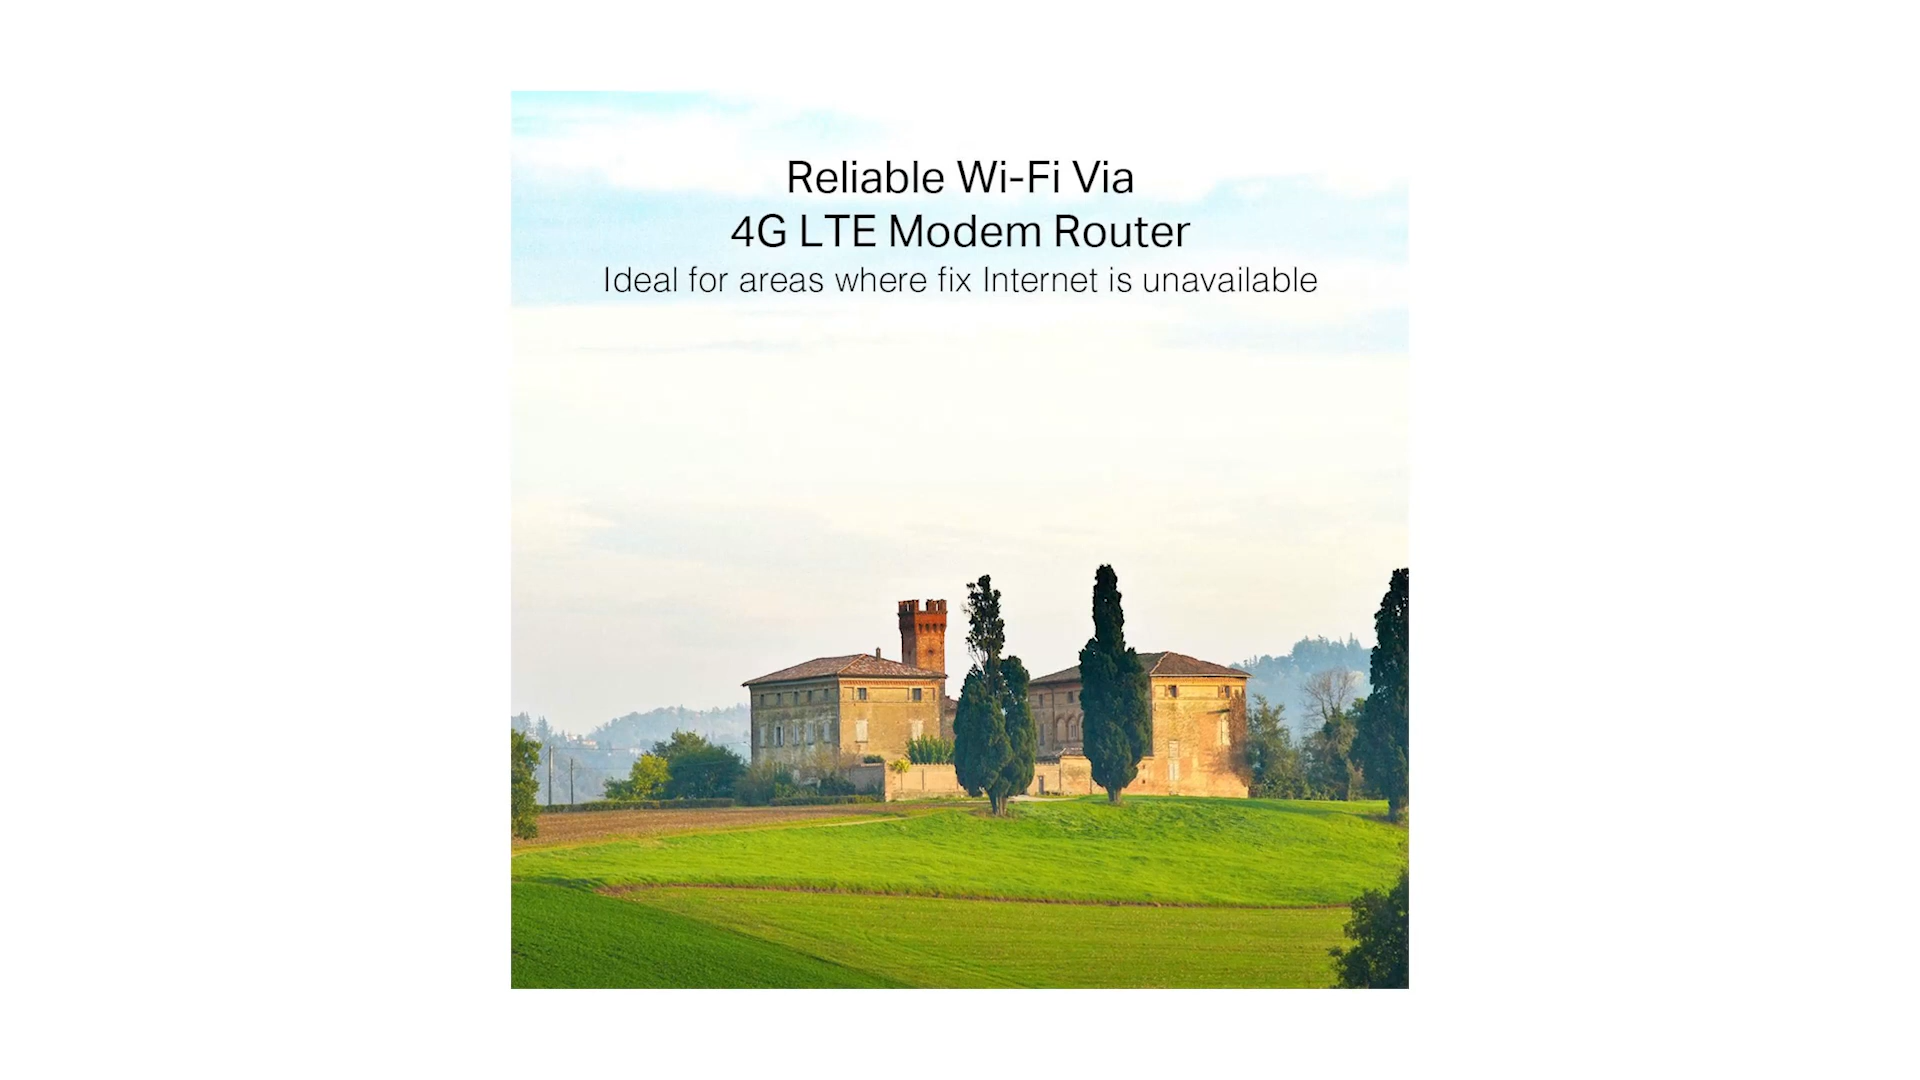 Reliable Wi-Fi Via
4G LTE Modem Router
Ideal for areas where fix Internet is unavailable